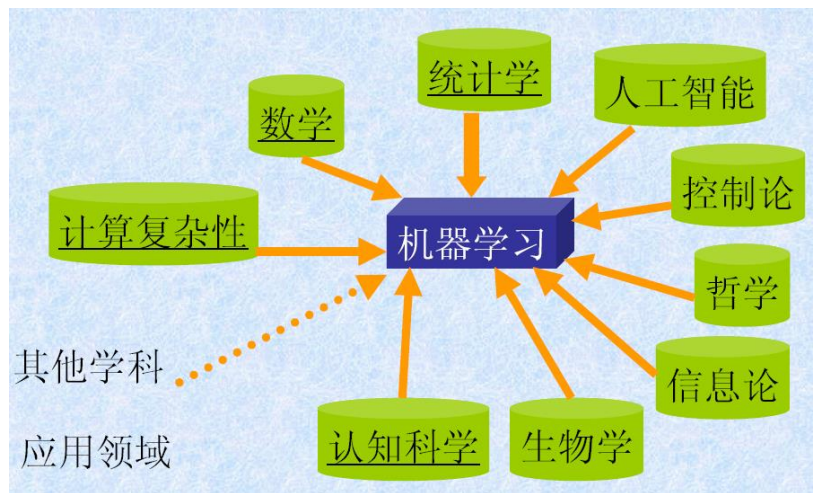 统计学
人工智能
数学
控制论
计算复杂性
机器学习
哲学
其他学科
信息论
应用领域
认知科学
生物学